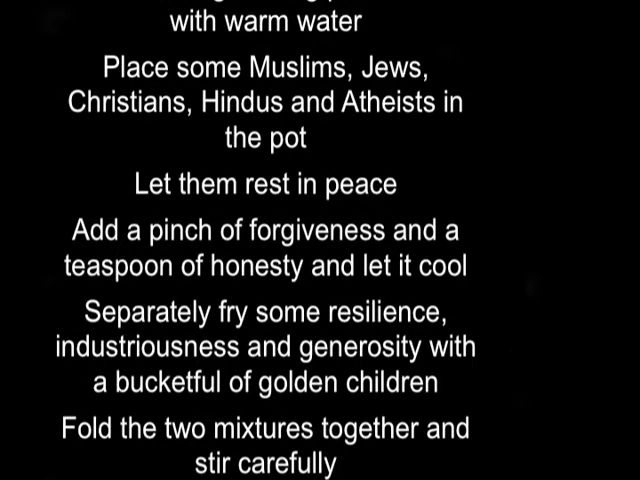 with warm water
Place some Muslims, Jews,
Christians, Hindus and Atheists in
the pot
Let them rest in peace
Add a pinch of forgiveness and a
teaspoon of honesty and let it cool
Separately fry some resilience,
industriousness and generosity with
a bucketful of golden children
Fold the two mixtures together and
stir carefully